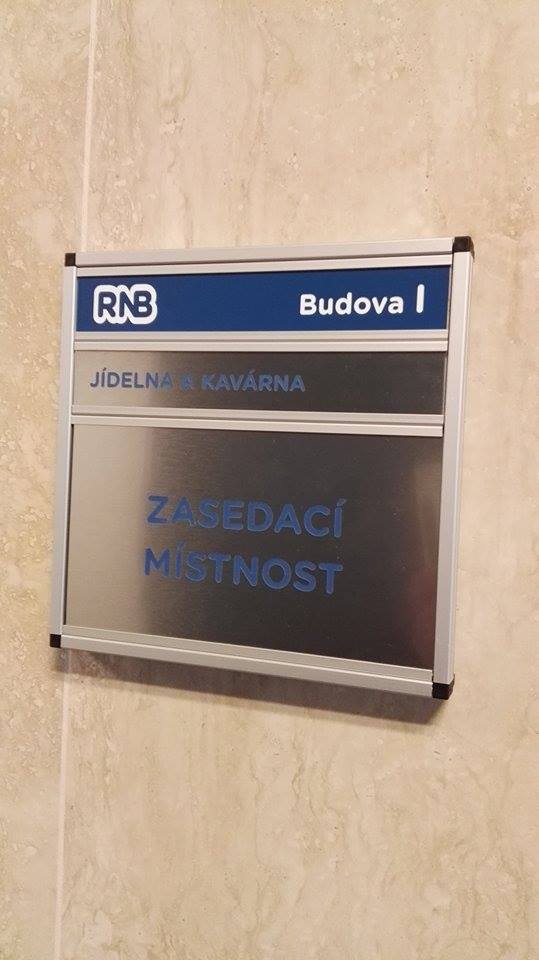 RNB Budova I
JÍDELNA & KAVÁRNA
ZASEDACÍ
MÍSTNOST